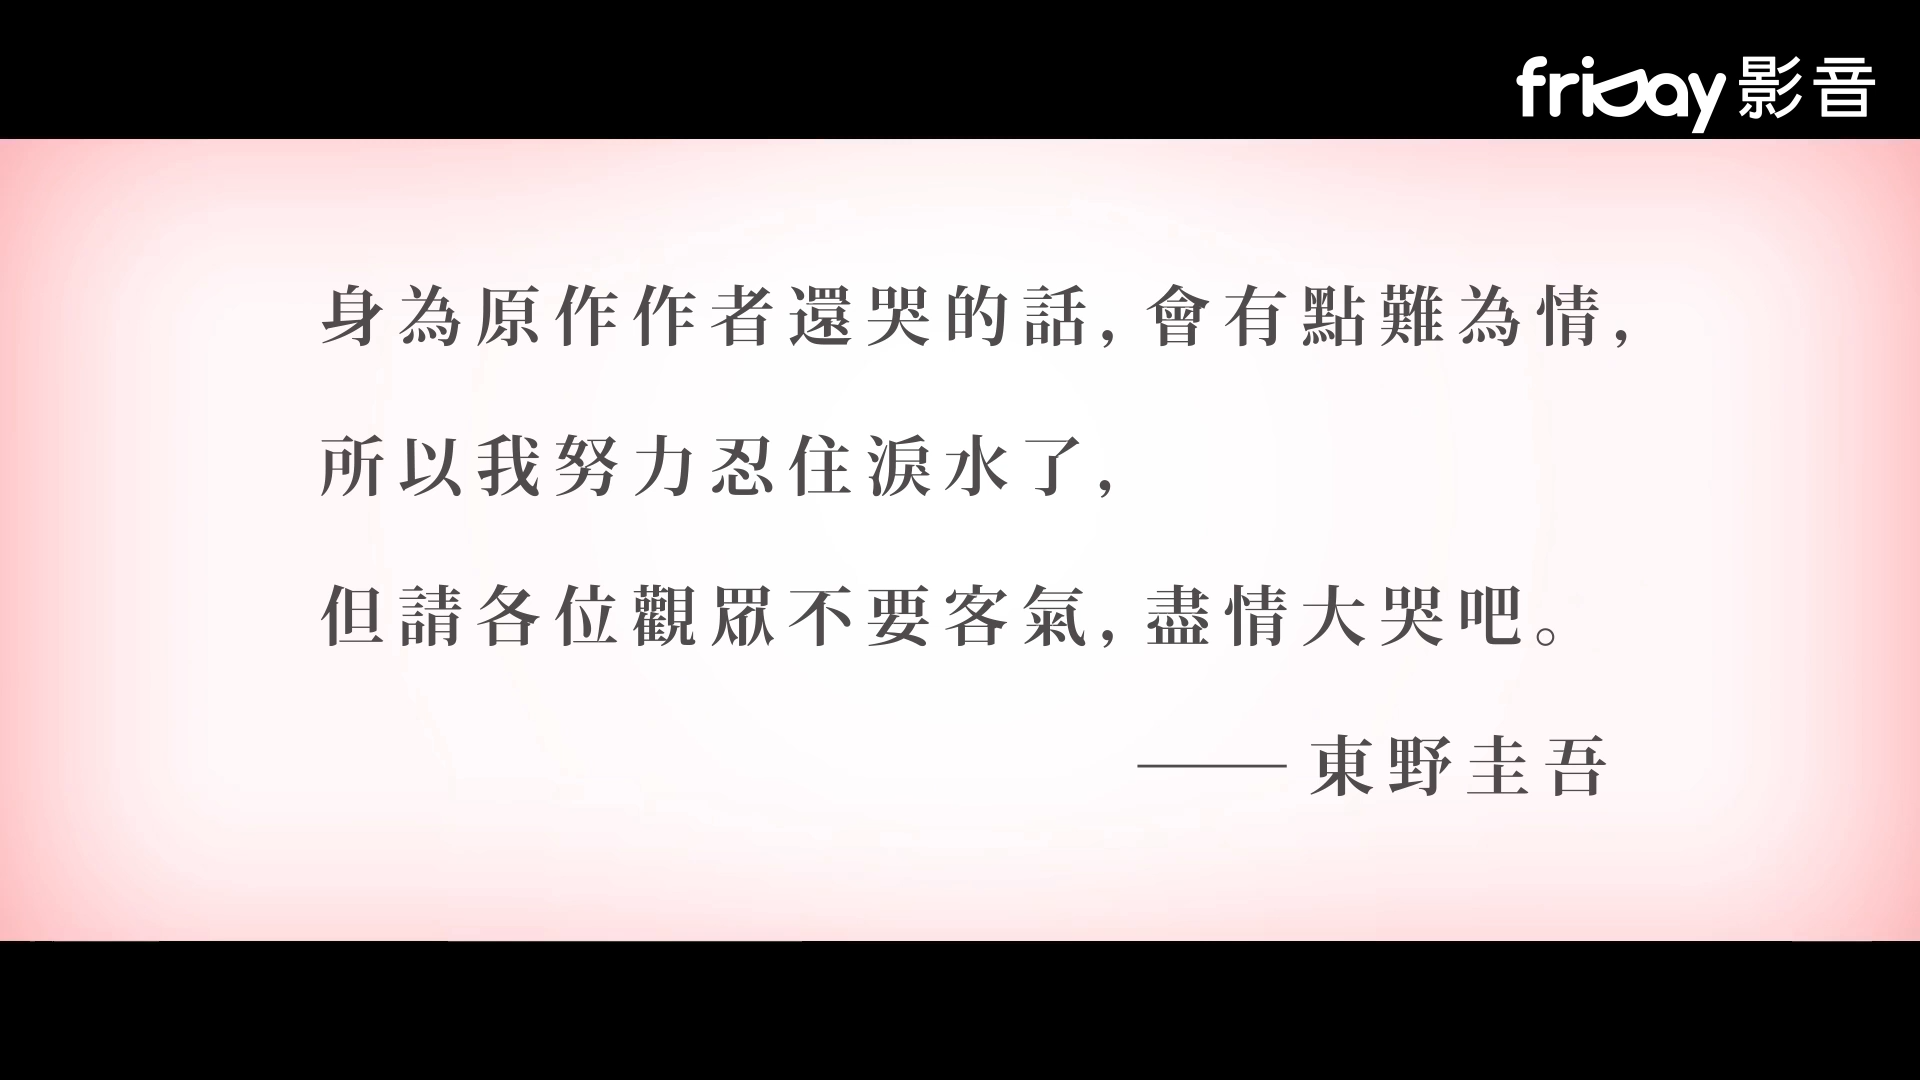 friday影音
身為原作作者還哭的話,會有點難為情,
所以我努力忍住淚水了,
但請各位觀眾不要客氣,盡情大哭吧。
——東野圭吾